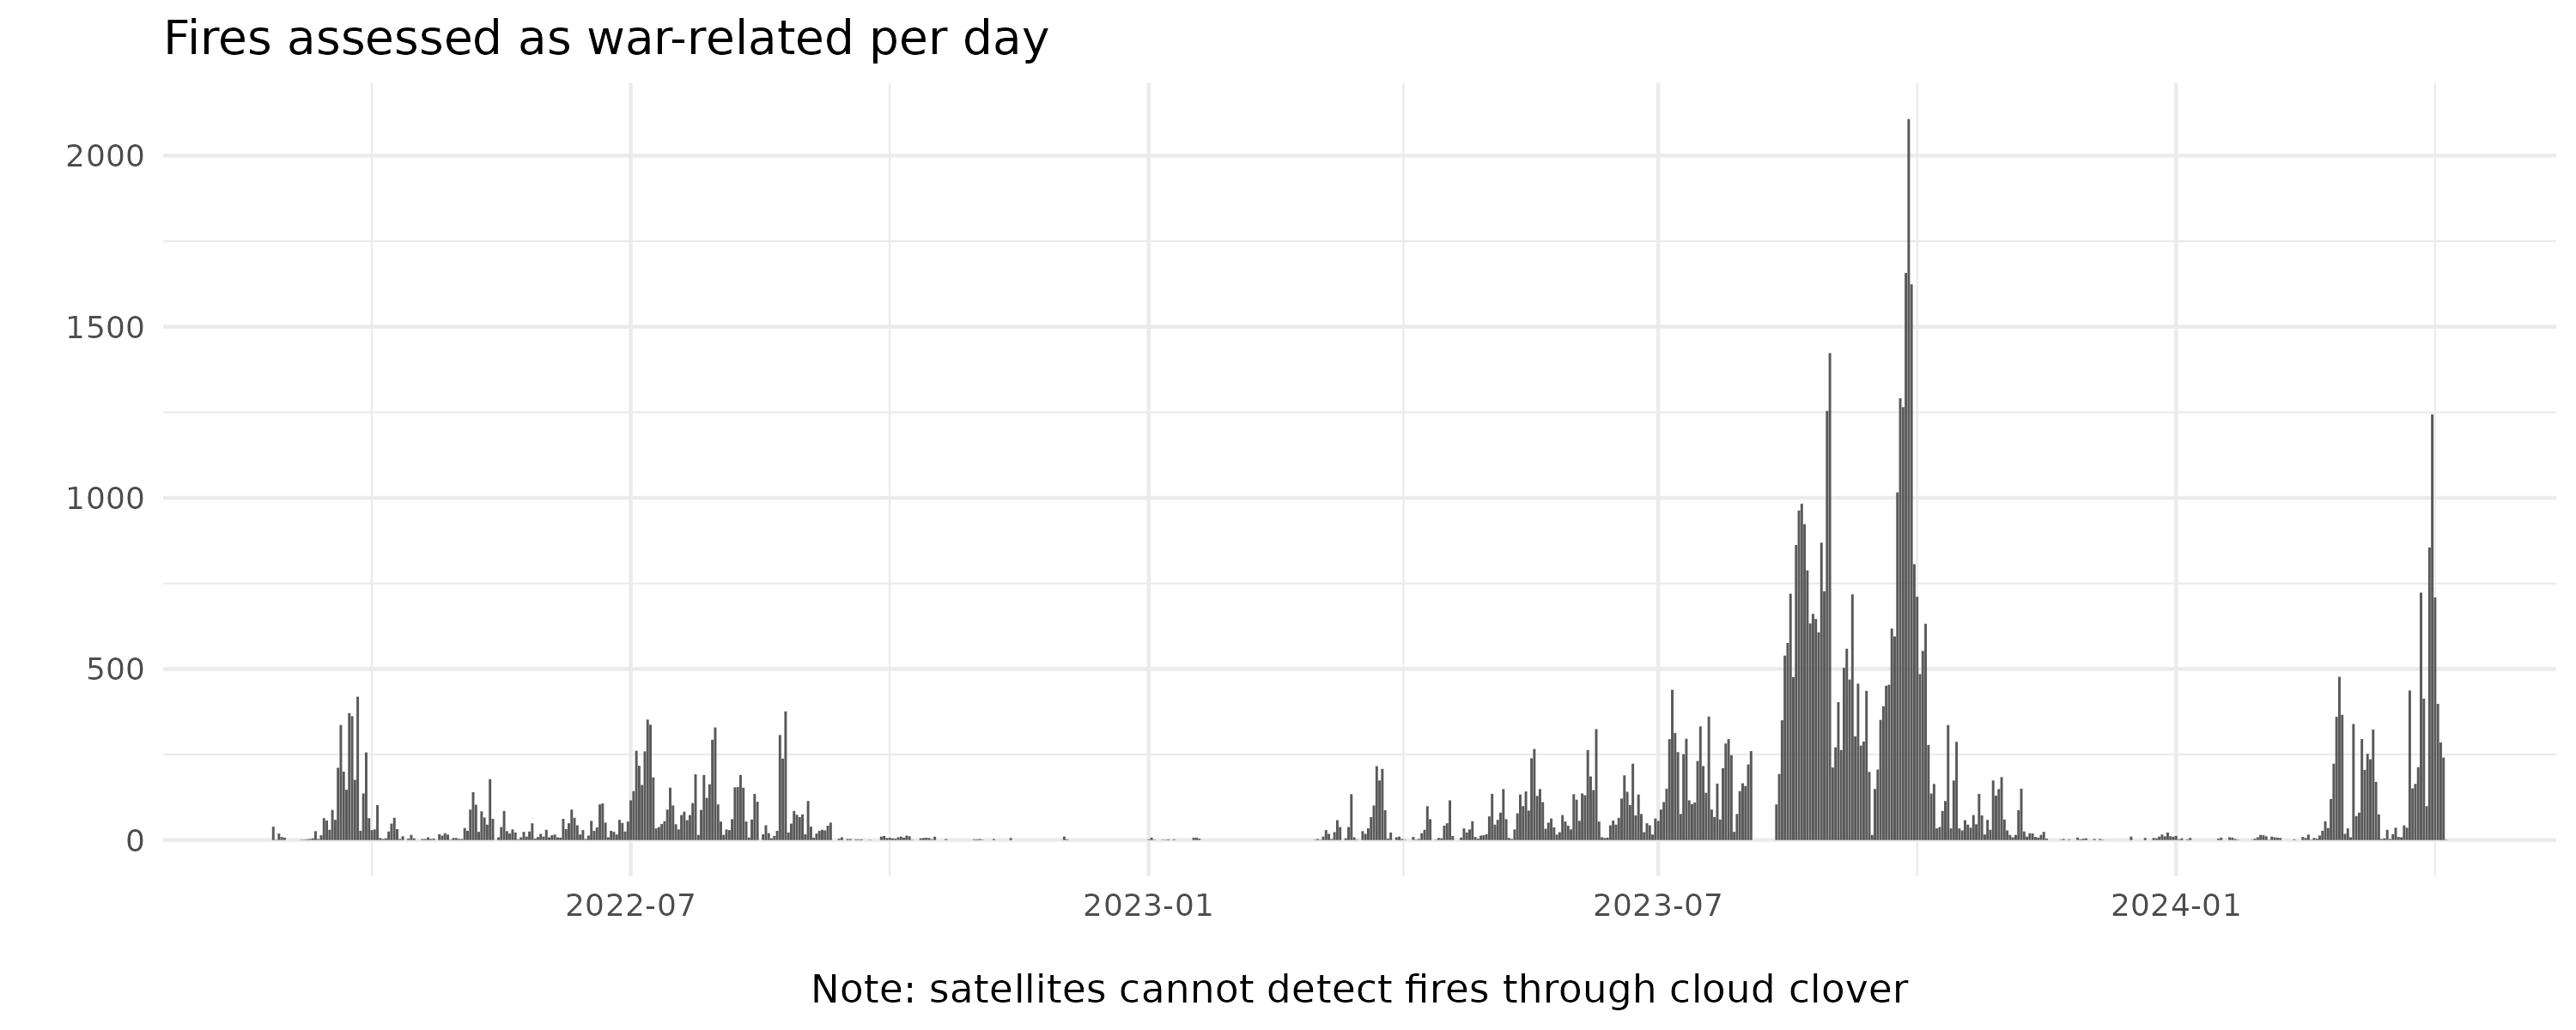 Fires assessed as war-related per day
2000
1500
1000
500
0
2022-07 2023-01 2023-07 2024-01
Note: satellites cannot detect fires through cloud clover